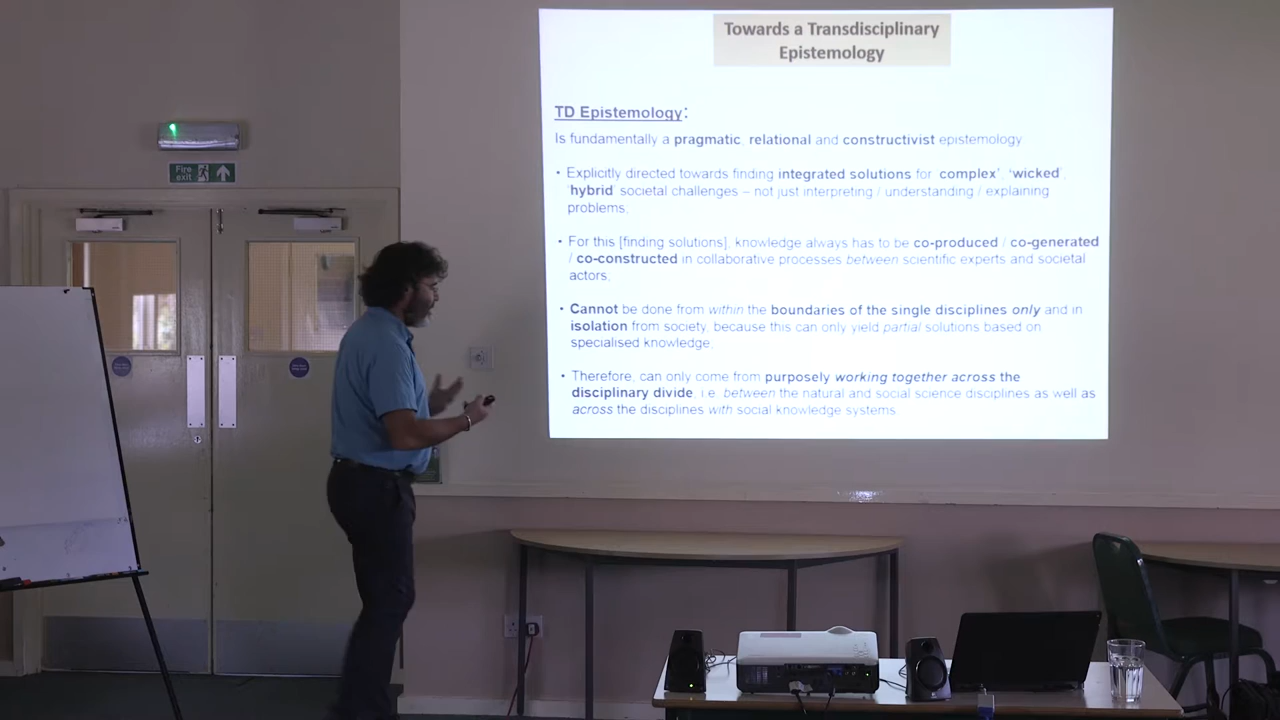 Towards a Transdisciplinary
Epistemology
TD Epistemology:
Is fundamentally a pragmatic, relational and constructivist epistemology
• Explicitly directed towards finding integrated solutions for 'complex', 'wicked',
'hybrid' societal challenges – not just interpreting / understanding / explaining
problems;
• For this [finding solutions], knowledge always has to be co-produced / co-generated
/ co-constructed in collaborative processes between scientific experts and societal
actors;
• Cannot be done from within the boundaries of the single disciplines only and in
isolation from society, because this can only yield partial solutions based on
specialised knowledge;
• Therefore, can only come from purposely working together across the
disciplinary divide, i.e. between the natural and social science disciplines as well as
across the disciplines with social knowledge systems
Fire
exit